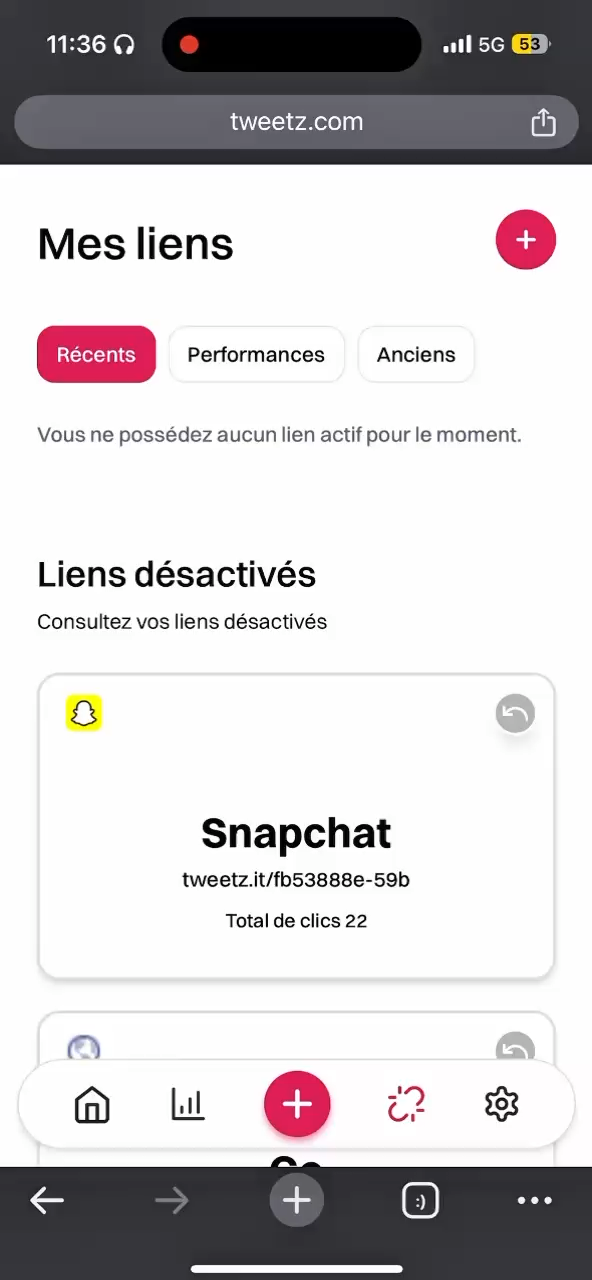 11:36
5G
53
tweetz.com
Mes liens
Récents
Performances
Anciens
Vous ne possédez aucun lien actif pour le moment.
Liens désactivés
Consultez vos liens désactivés
Snapchat
tweetz.it/fb53888e-59b
Total de clics 22
:)